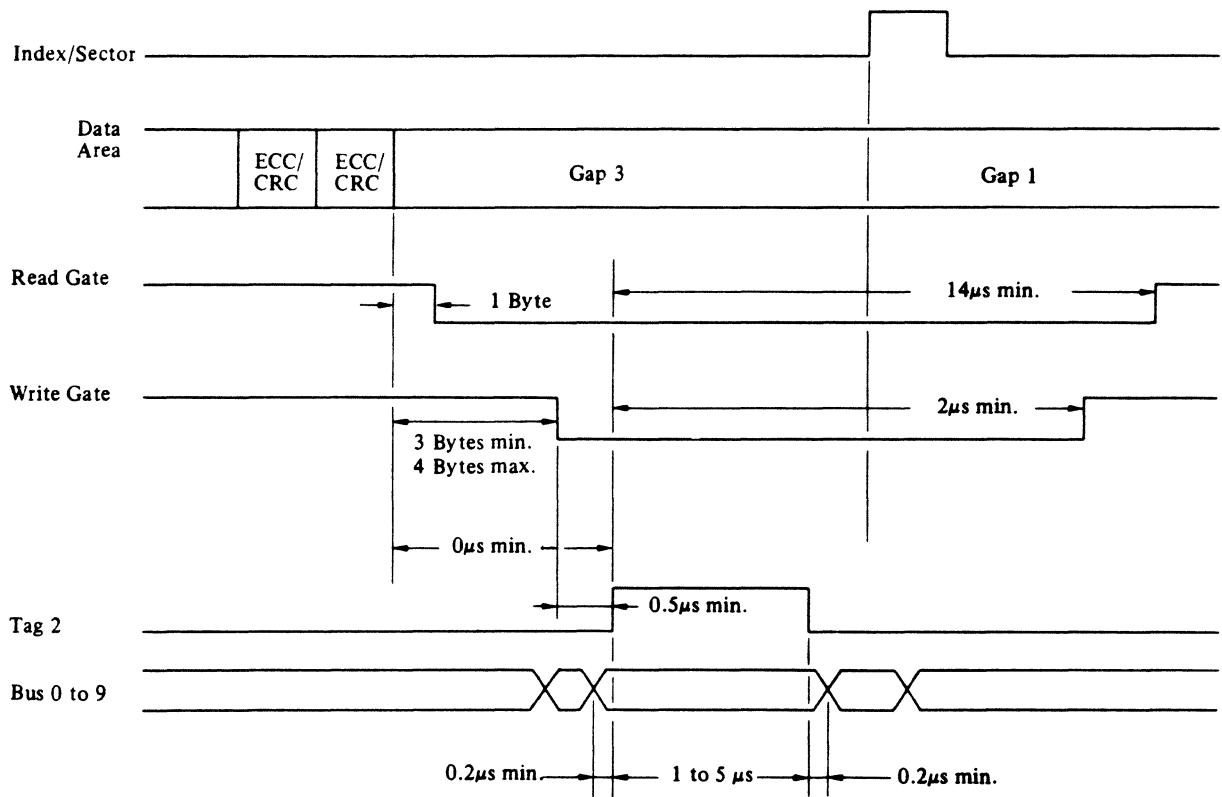 Index/Sector
Data
Area
ECC/
CRC
ECC/
CRC
Gap 3
Gap 1
Read Gate
1 Byte
14μs min.
Write Gate
2μs min.
3 Bytes min.
4 Bytes max.
0μs min.
0.5μs min.
Tag 2
Bus 0 to 9
0.2μs min.
1 to 5 μs
0.2μs min.